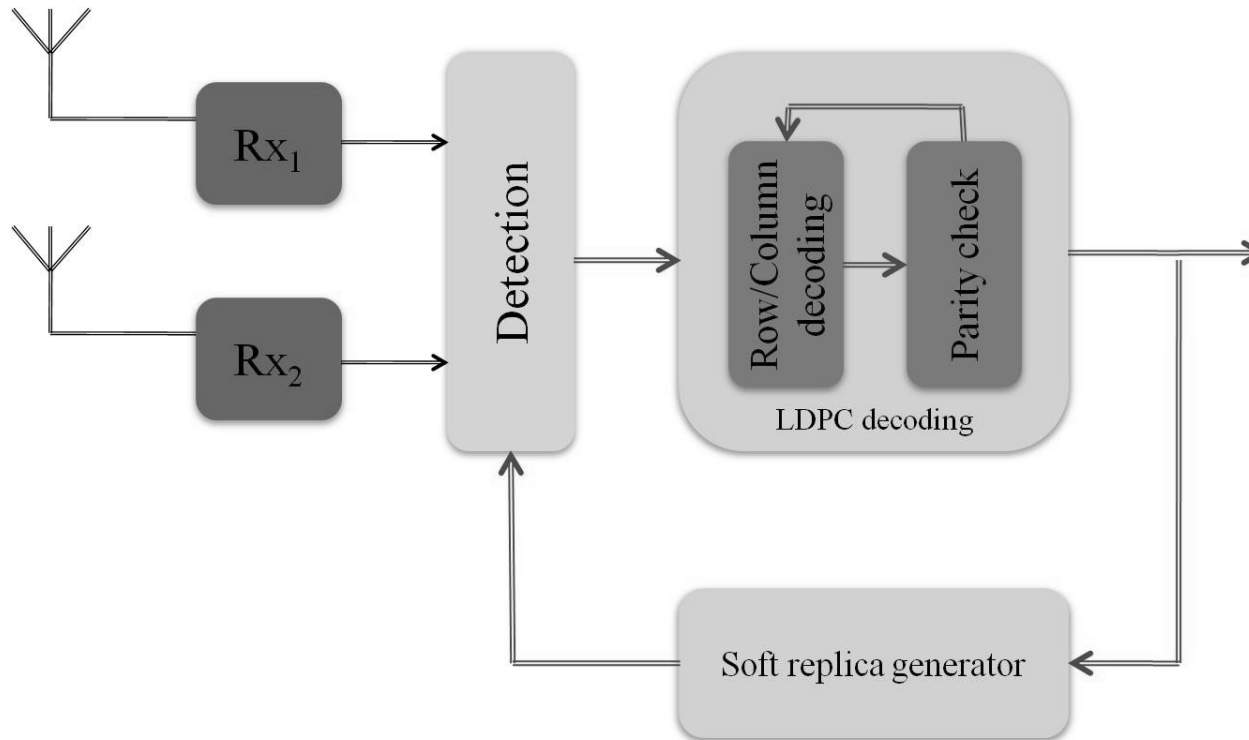 Rx₁
Rx₂
Detection
Row/Column
decoding
Parity check
LDPC decoding
Soft replica generator